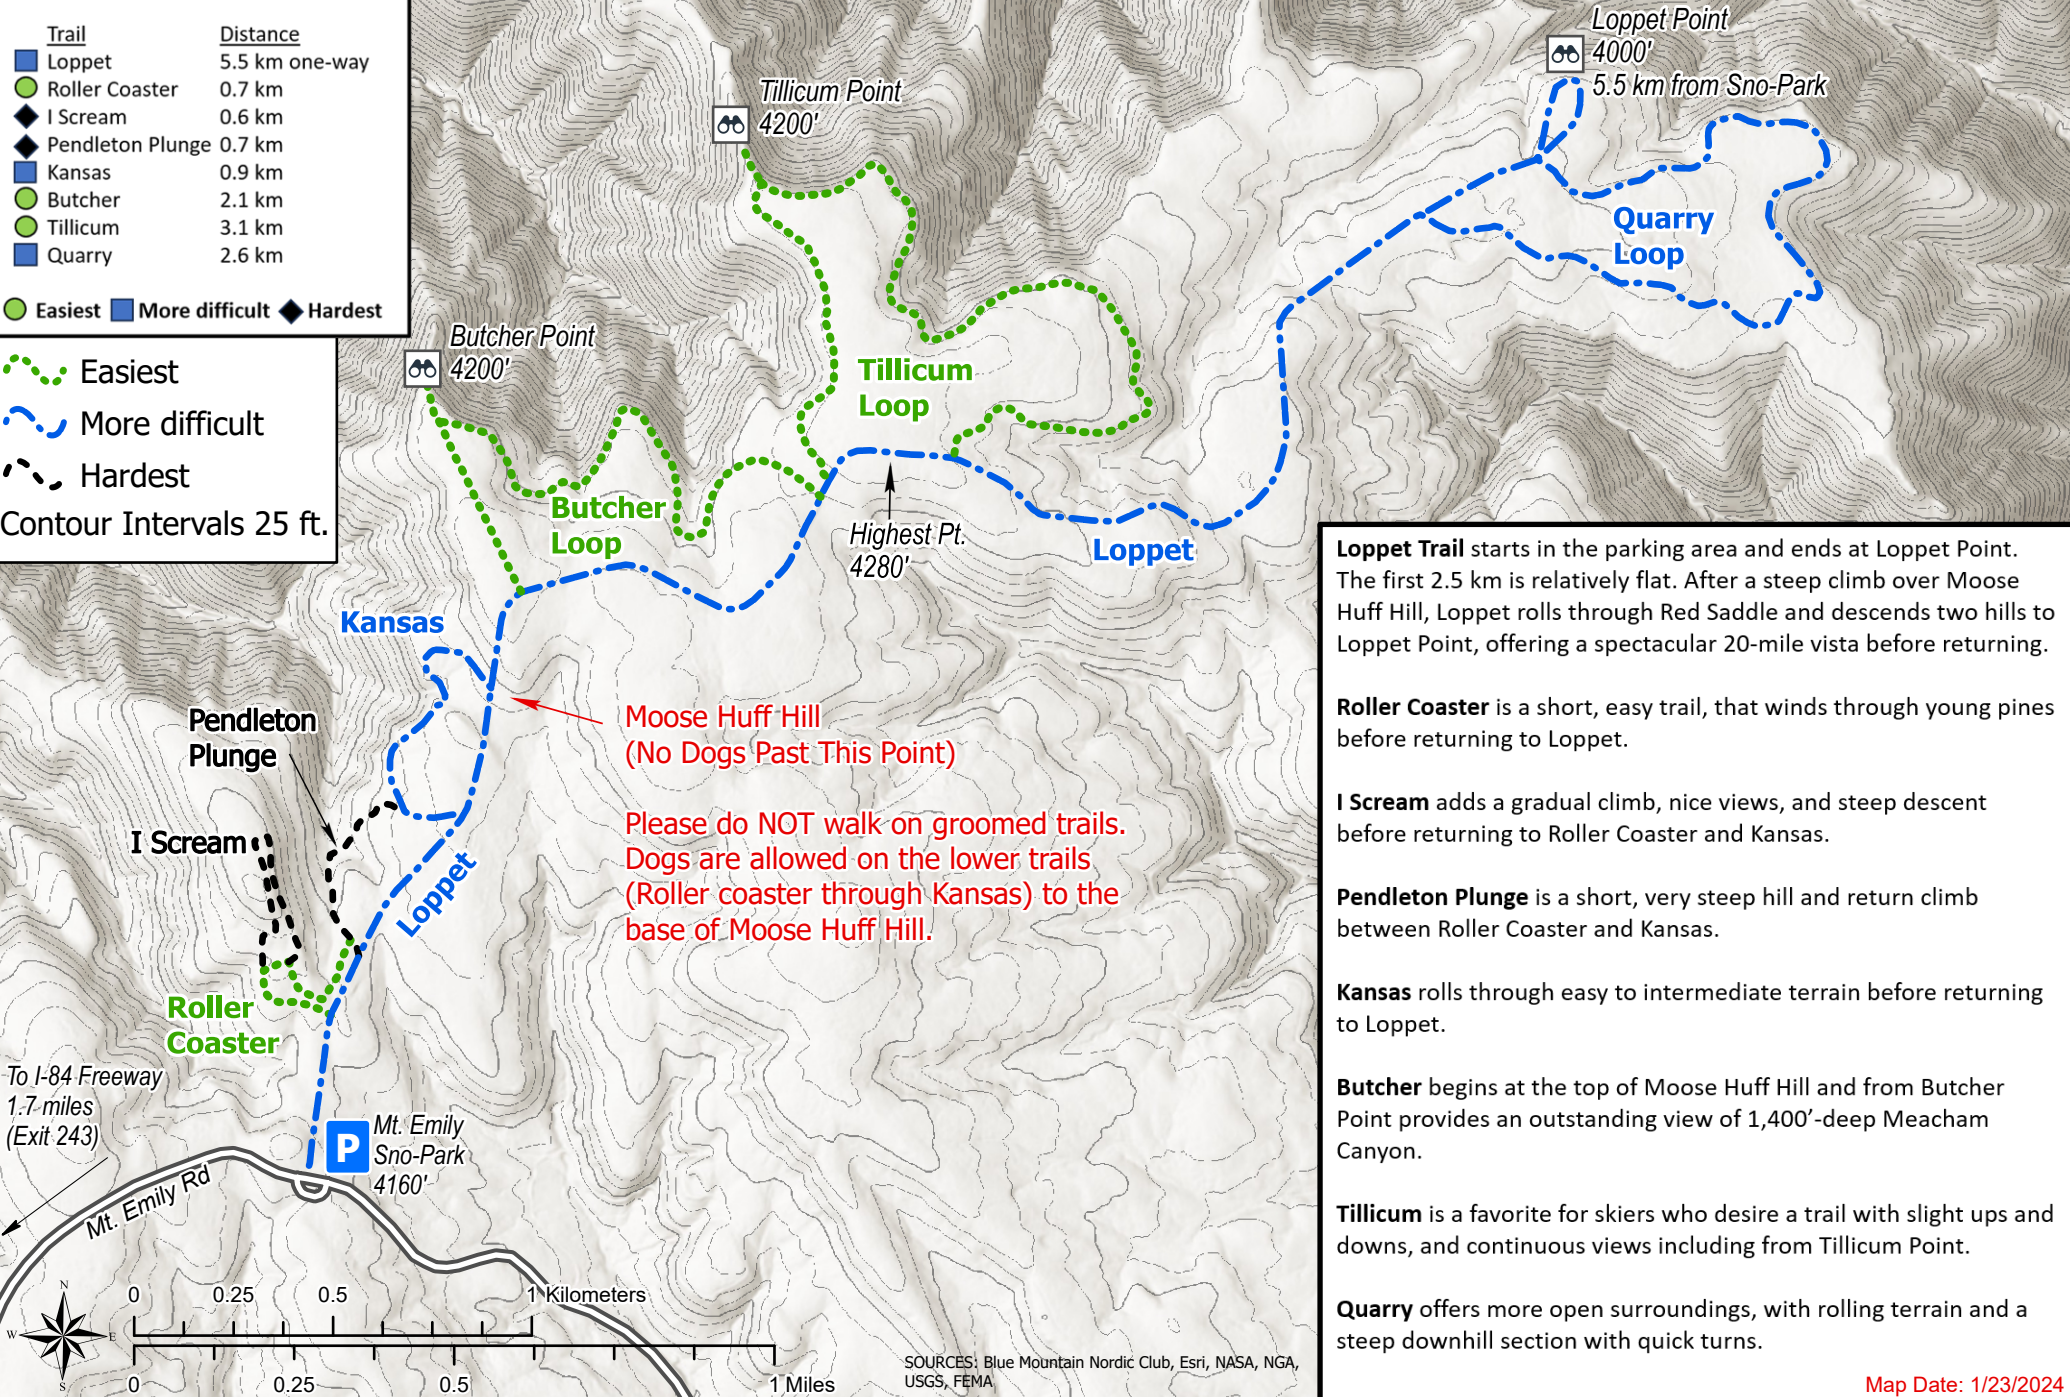 Trail Distance
Loppet 5.5 km one-way
Roller Coaster 0.7 km
I Scream 0.6 km
Pendleton Plunge 0.7 km
Kansas 0.9 km
Butcher 2.1 km
Tillicum 3.1 km
Quarry 2.6 km
Easiest More difficult Hardest
Easiest
More difficult
Hardest
Contour Intervals 25 ft.
Loppet Point
4000'
5.5 km from Sno-Park
Tillicum Point
4200'
Quarry
Loop
Butcher Point
4200'
Tillicum
Loop
Butcher
Loop
Highest Pt.
4280'
Loppet
Kansas
Pendleton
Plunge
Moose Huff Hill
(No Dogs Past This Point)
Please do NOT walk on groomed trails.
Dogs are allowed on the lower trails
(Roller coaster through Kansas) to the
base of Moose Huff Hill.
I Scream
Loppet
Roller
Coaster
To I-84 Freeway
1.7 miles
(Exit 243)
P
Mt. Emily
Sno-Park
4160'
Mt. Emily Rd
N
W E
S
0 0.25 0.5 1 Kilometers
0 0.25 0.5 1 Miles
SOURCES: Blue Mountain Nordic Club, Esri, NASA, NGA,
USGS, FEMA
Loppet Trail starts in the parking area and ends at Loppet Point.
The first 2.5 km is relatively flat. After a steep climb over Moose
Huff Hill, Loppet rolls through Red Saddle and descends two hills to
Loppet Point, offering a spectacular 20-mile vista before returning.
Roller Coaster is a short, easy trail, that winds through young pines
before returning to Loppet.
I Scream adds a gradual climb, nice views, and steep descent
before returning to Roller Coaster and Kansas.
Pendleton Plunge is a short, very steep hill and return climb
between Roller Coaster and Kansas.
Kansas rolls through easy to intermediate terrain before returning
to Loppet.
Butcher begins at the top of Moose Huff Hill and from Butcher
Point provides an outstanding view of 1,400’-deep Meacham
Canyon.
Tillicum is a favorite for skiers who desire a trail with slight ups and
downs, and continuous views including from Tillicum Point.
Quarry offers more open surroundings, with rolling terrain and a
steep downhill section with quick turns.
Map Date: 1/23/2024